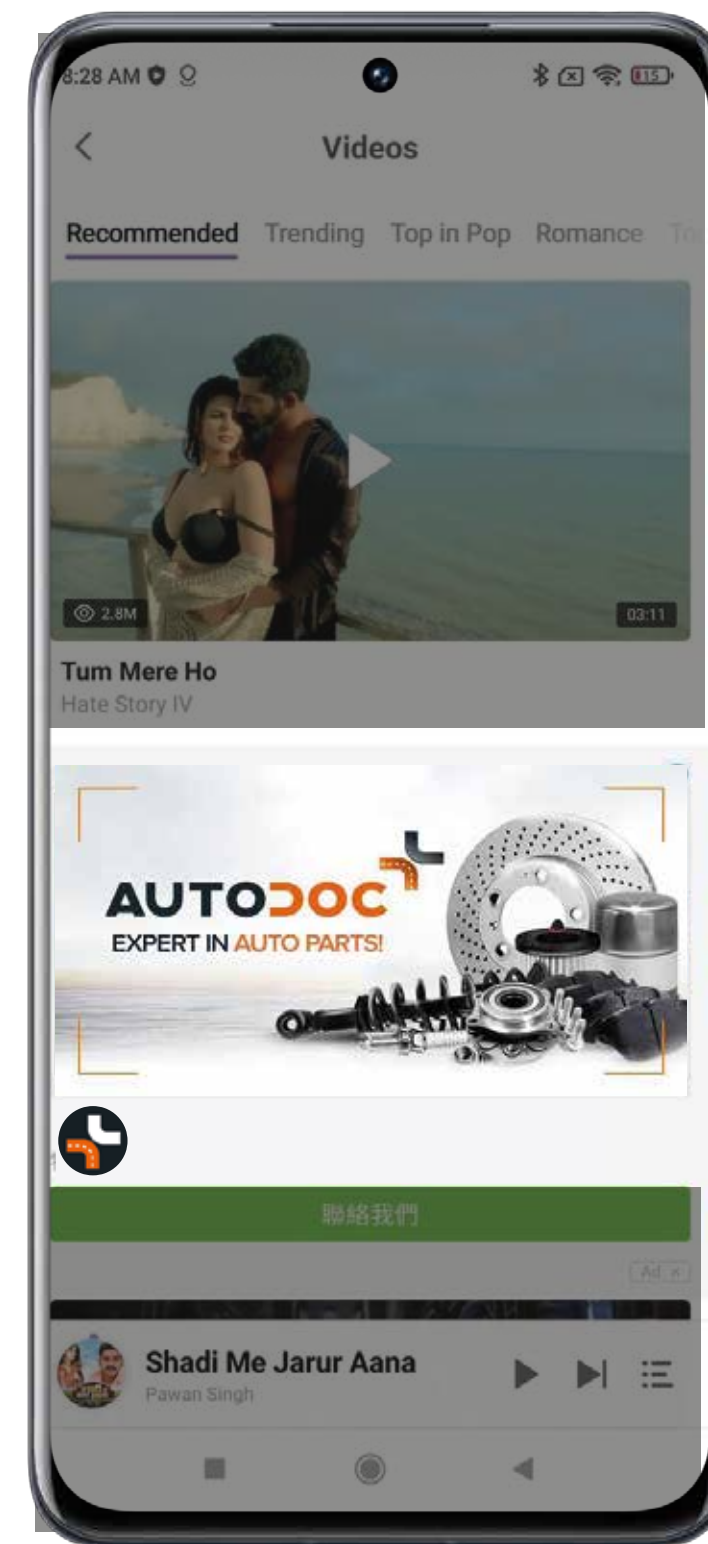 8:28 AM
15
Videos
Recommended Trending Top in Pop Romance
2.8M
03:11
Tum Mere Ho
Hate Story IV
AUTODOC
EXPERT IN AUTO PARTS!
聯絡我們
Ad ×
Shadi Me Jarur Aana
Pawan Singh